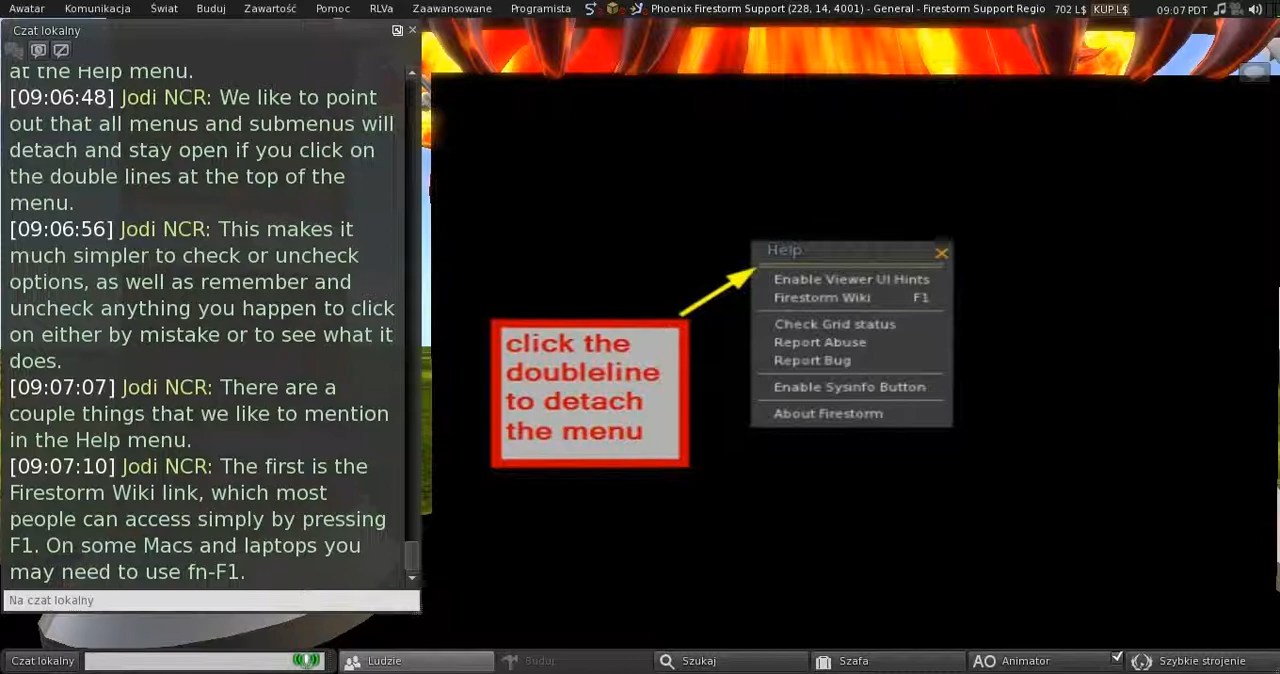 Awatar Komunikacja Świat Buduj Zawartość Pomoc RLVa Zaawansowane Programista Phoenix Firestorm Support (228, 14, 4001) - General - Firestorm Support Regio 702 L$ KUP L$ 09:07 PDT
Czat lokalny
at the Help menu.
[09:06:48] Jodi NCR: We like to point
out that all menus and submenus will
detach and stay open if you click on
the double lines at the top of the
menu.
[09:06:56] Jodi NCR: This makes it
much simpler to check or uncheck
options, as well as remember and
uncheck anything you happen to click
on either by mistake or to see what it
does.
[09:07:07] Jodi NCR: There are a
couple things that we like to mention
in the Help menu.
[09:07:10] Jodi NCR: The first is the
Firestorm Wiki link, which most
people can access simply by pressing
F1. On some Macs and laptops you
may need to use fn-F1.
Na czat lokalny
click the
doubleline
to detach
the menu
Help
Enable Viewer UI Hints
Firestorm Wiki F1
Check Grid status
Report Abuse
Report Bug
Enable Sysinfo Button
About Firestorm
Czat lokalny Ludzie Buduj Szukaj Szafa AO Animator Szybkie strojenie